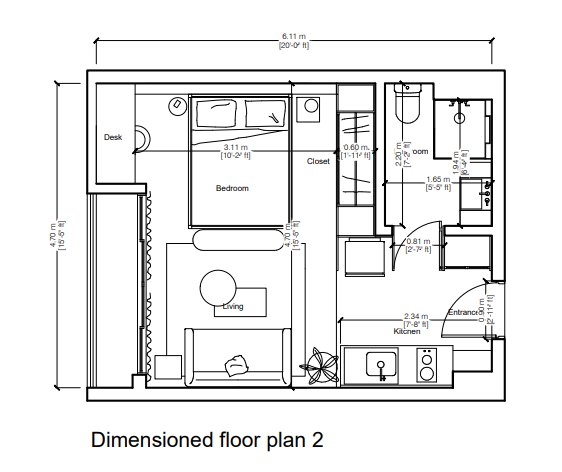 6.11 m
[20'-0" ft]
Desk
3.11 m
[10'-2" ft]
Closet
0.60 m
[1'-11" ft]
2.20 m
[7'-2" ft]
oom
1.94 m
[6'-4" ft]
1.65 m
[5'-5" ft]
Bedroom
4.70 m
[15'-5" ft]
4.70 m
[15'-5" ft]
0.81 m
[2'-7" ft]
Living
2.34 m
[7'-8" ft]
Kitchen
Entrance
0.90 m
[2'-11" ft]
Dimensioned floor plan 2